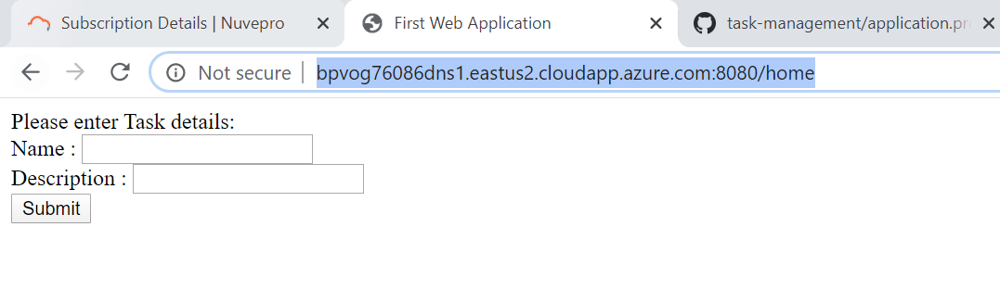 Subscription Details | Nuvepro
First Web Application
task-management/application.pr
Not secure
bpvog76086dns1.eastus2.cloudapp.azure.com:8080/home
Please enter Task details:
Name :
Description :
Submit